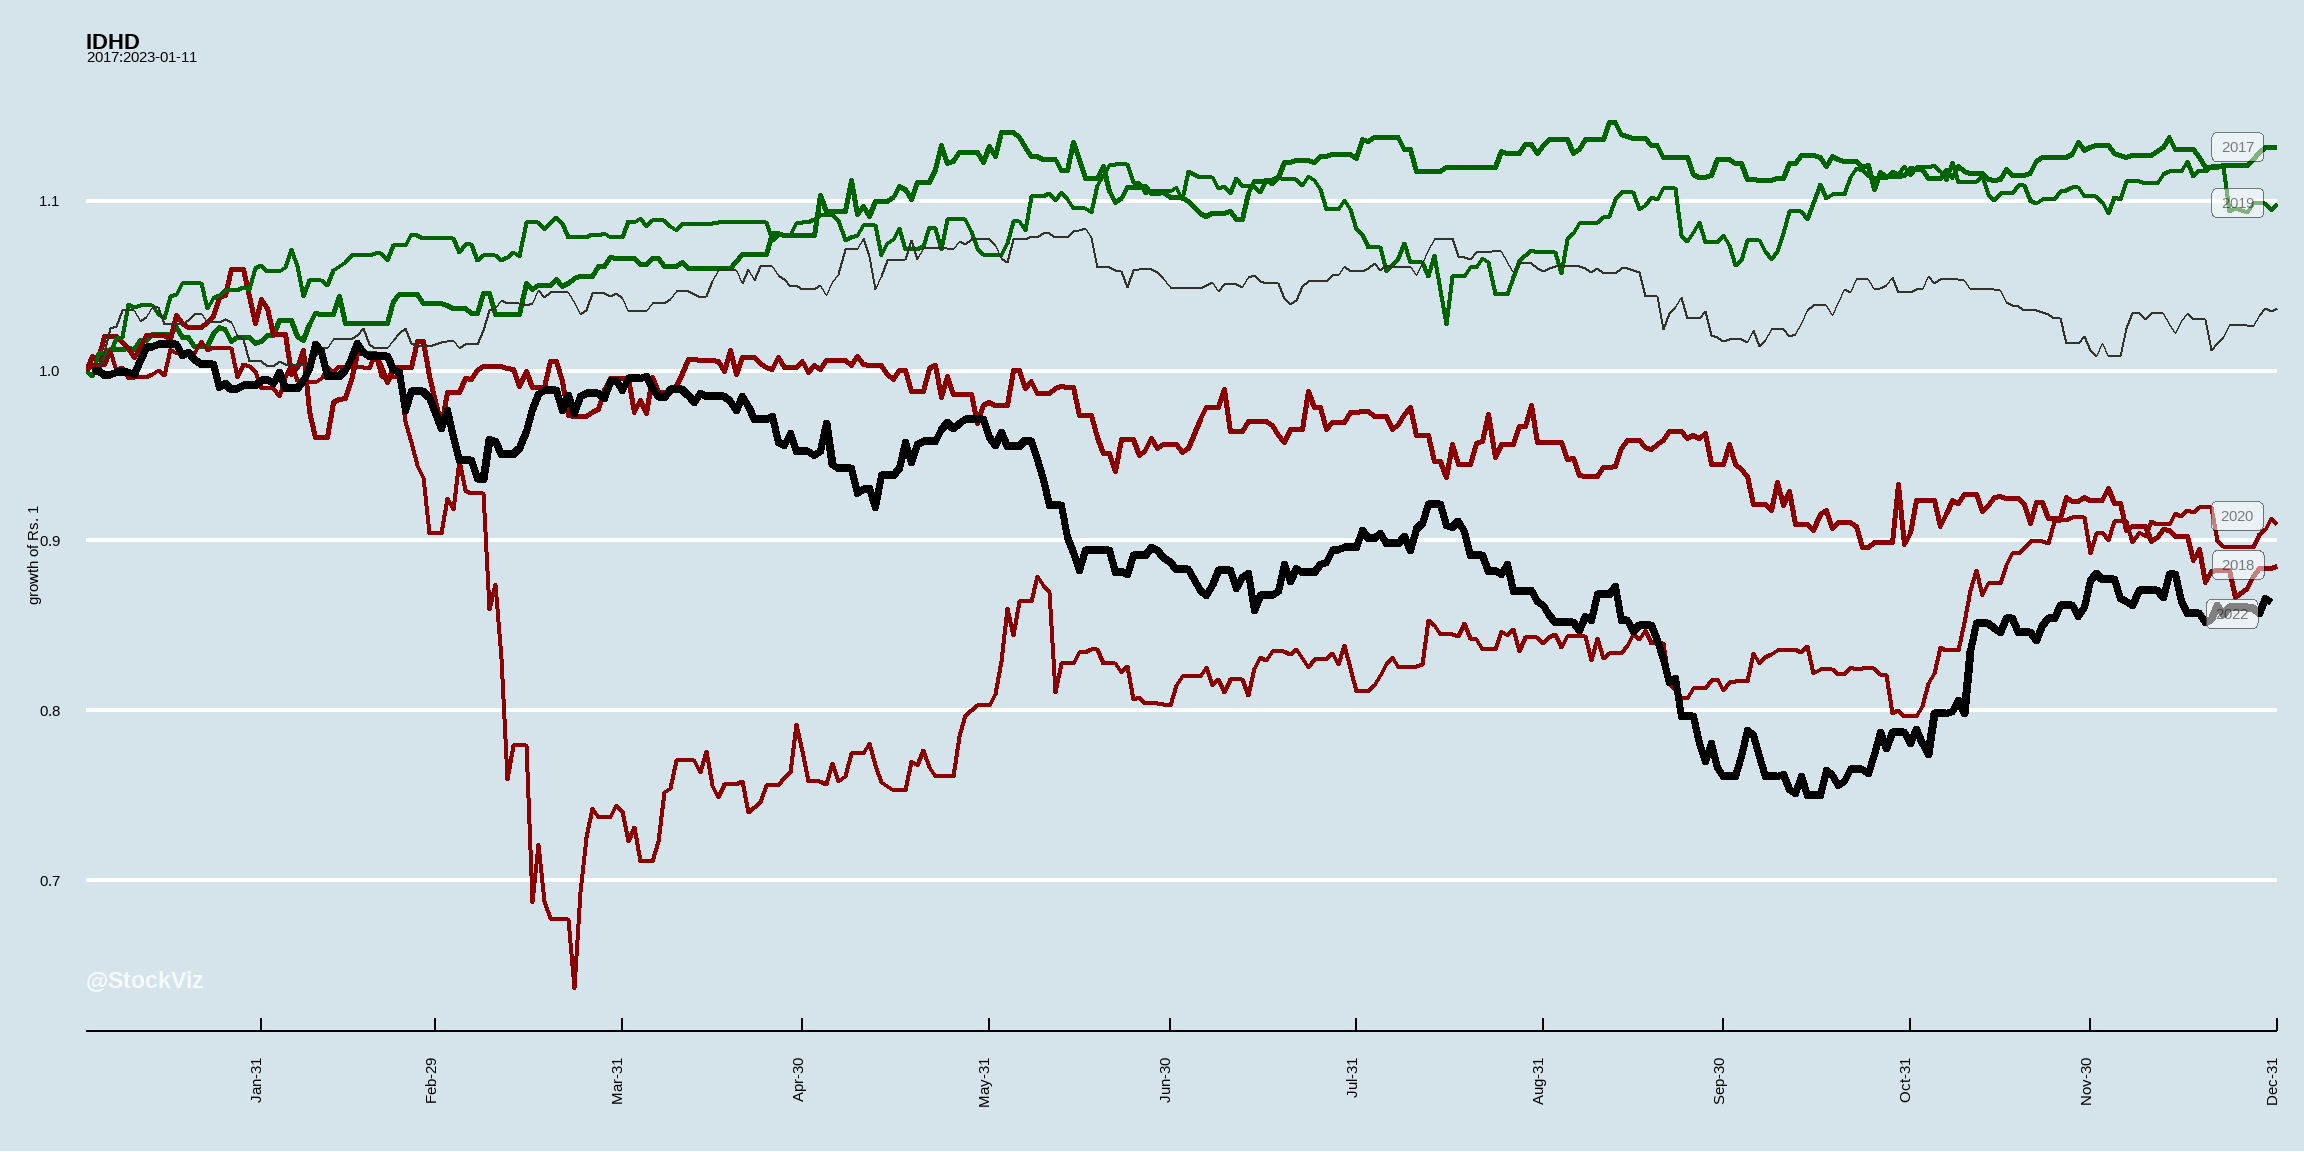 IDHD
2017:2023-01-11
growth of Rs. 1
1.1
1.0
0.9
0.8
0.7
2017
2019
2020
2018
2022
@StockViz
Jan-31
Feb-29
Mar-31
Apr-30
May-31
Jun-30
Jul-31
Aug-31
Sep-30
Oct-31
Nov-30
Dec-31